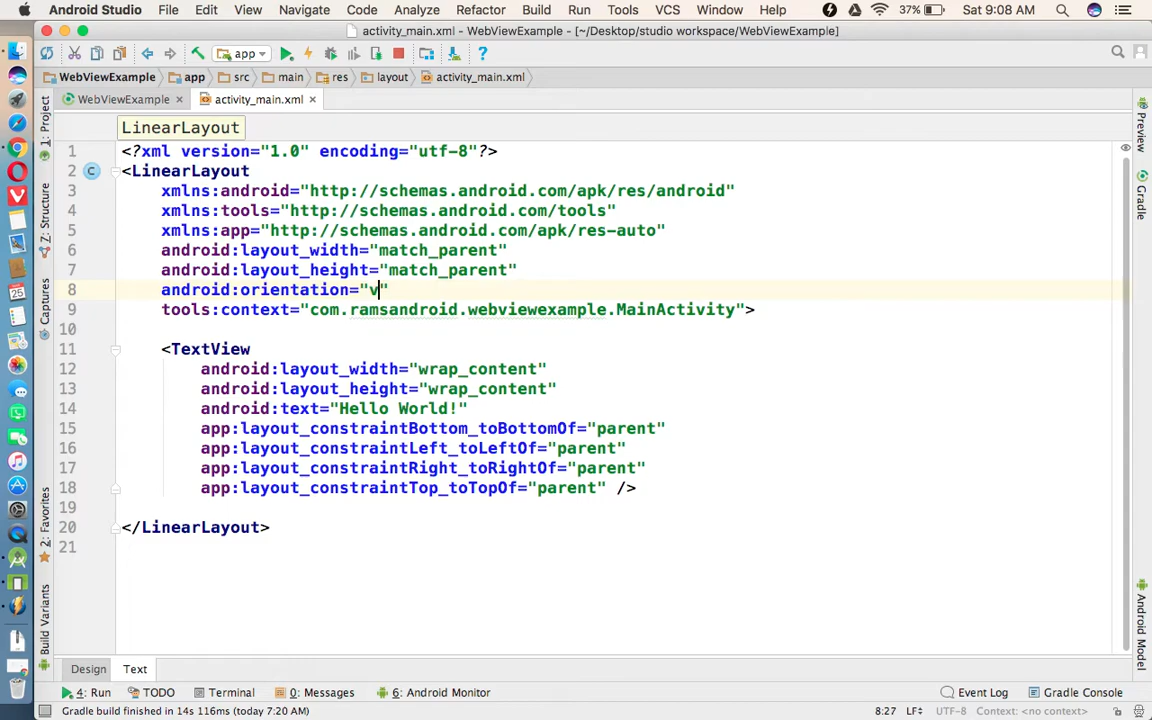 Android Studio File Edit View Navigate Code Analyze Refactor Build Run Tools VCS Window Help 37% Sat 9:08 AM
activity_main.xml - WebViewExample - [~/Desktop/studio workspace/WebViewExample]
app
WebViewExample app src main res layout activity_main.xml
WebViewExample activity_main.xml
LinearLayout
1 <?xml version="1.0" encoding="utf-8"?>
2 <LinearLayout
3 xmlns:android="http://schemas.android.com/apk/res/android"
4 xmlns:tools="http://schemas.android.com/tools"
5 xmlns:app="http://schemas.android.com/apk/res-auto"
6 android:layout_width="match_parent"
7 android:layout_height="match_parent"
8 android:orientation="v"
9 tools:context="com.ramsandroid.webviewexample.MainActivity">
10
11 <TextView
12 android:layout_width="wrap_content"
13 android:layout_height="wrap_content"
14 android:text="Hello World!"
15 app:layout_constraintBottom_toBottomOf="parent"
16 app:layout_constraintLeft_toLeftOf="parent"
17 app:layout_constraintRight_toRightOf="parent"
18 app:layout_constraintTop_toTopOf="parent" />
19
20 </LinearLayout>
21
1: Project
7: Structure
Captures
2: Favorites
Build Variants
Preview
Gradle
Android Model
Design Text
4: Run TODO Terminal 0: Messages 6: Android Monitor Event Log Gradle Console
Gradle build finished in 14s 116ms (today 7:20 AM) 8:27 LF UTF-8 Context: <no context>